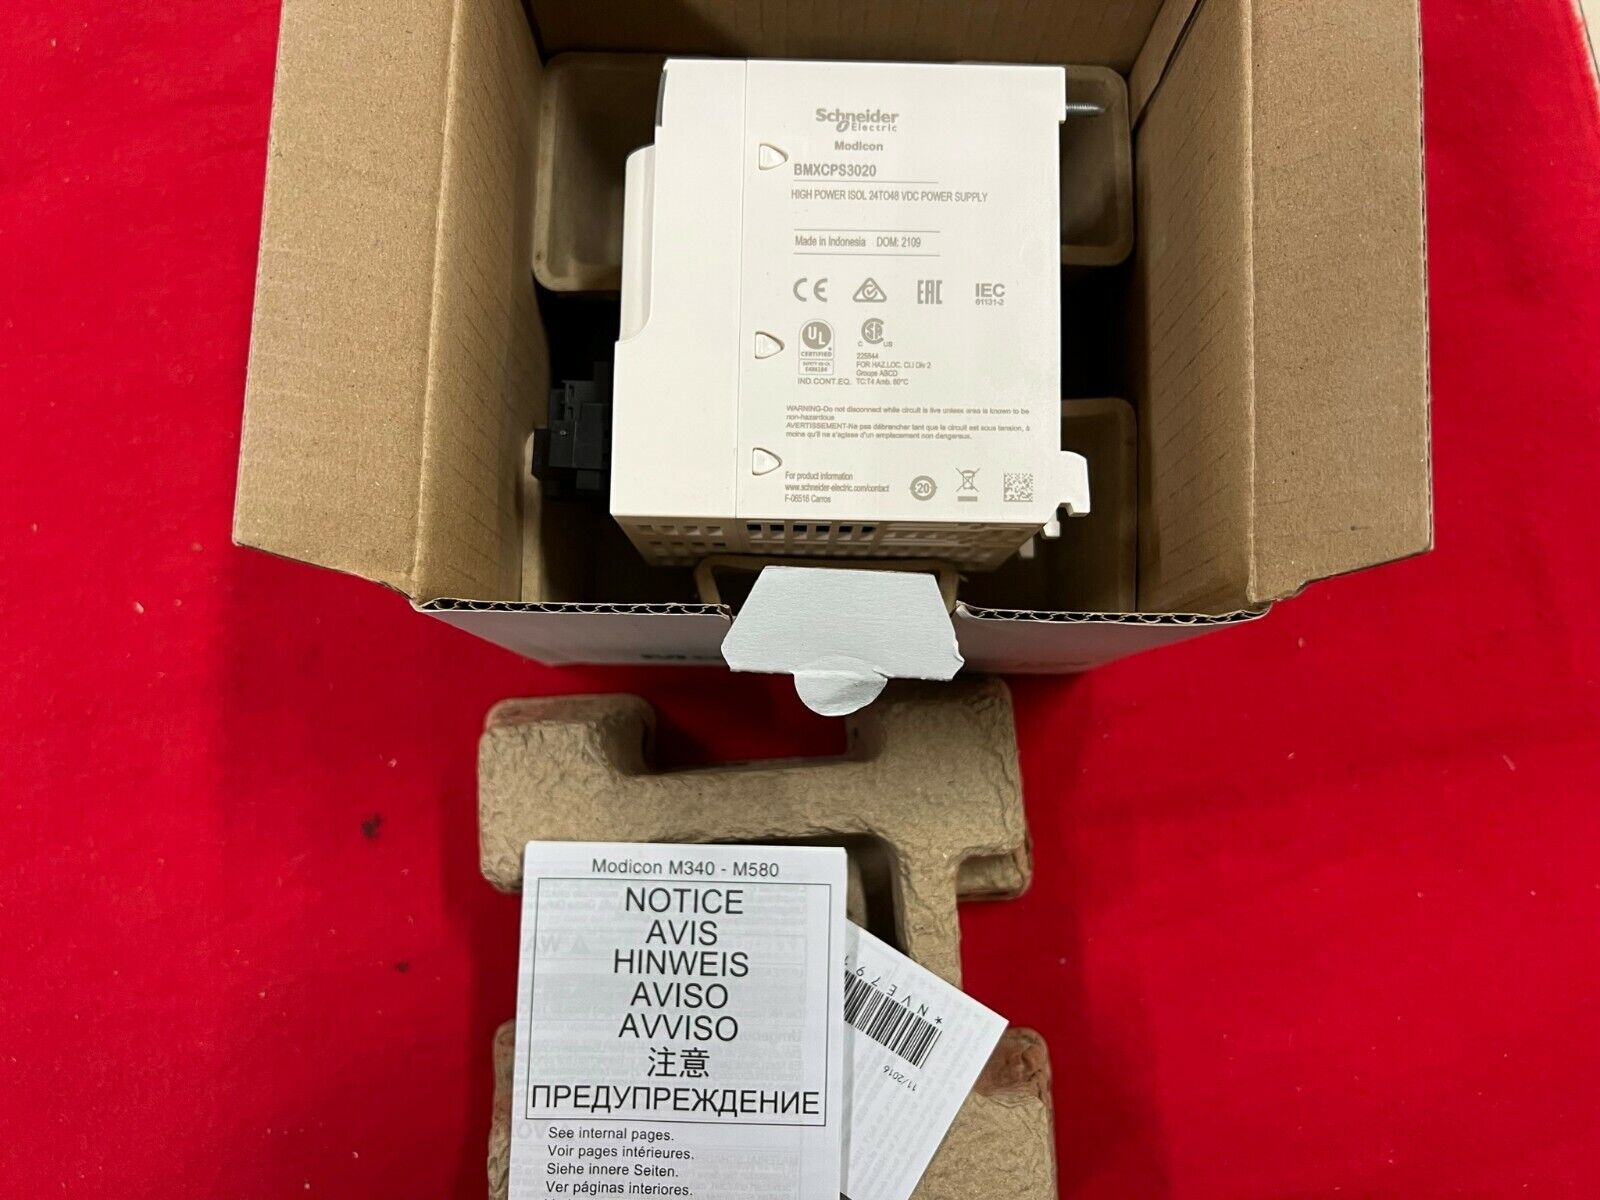 Schneider
Electric
Modicon
BMXCPS3020
HIGH POWER ISOL 24TO48 VDC POWER SUPPLY
Made in Indonesia DOM: 2109
CE
EAC
IEC
61131-2
UL
CERTIFIED
SA
C US
225844
FOR HAZ.LOC. CL.I Div 2
Groups ABCD
IND.CONT.EQ. TC:T4 Amb. 60°C
WARNING-Do not disconnect while circuit is live unless area is known to be
non-hazardous
AVERTISSEMENT-Ne pas débrancher tant que le circuit est sous tension, à
moins qu'il ne s'agisse d'un emplacement non dangereux.
For product information
www.schneider-electric.com/contact
F-06516 Carros
20
Modicon M340 - M580
NOTICE
AVIS
HINWEIS
AVISO
AVVISO
注意
ПРЕДУПРЕЖДЕНИЕ
See internal pages.
Voir pages intérieures.
Siehe innere Seiten.
Ver páginas interiores.
*NVE797
11/2016